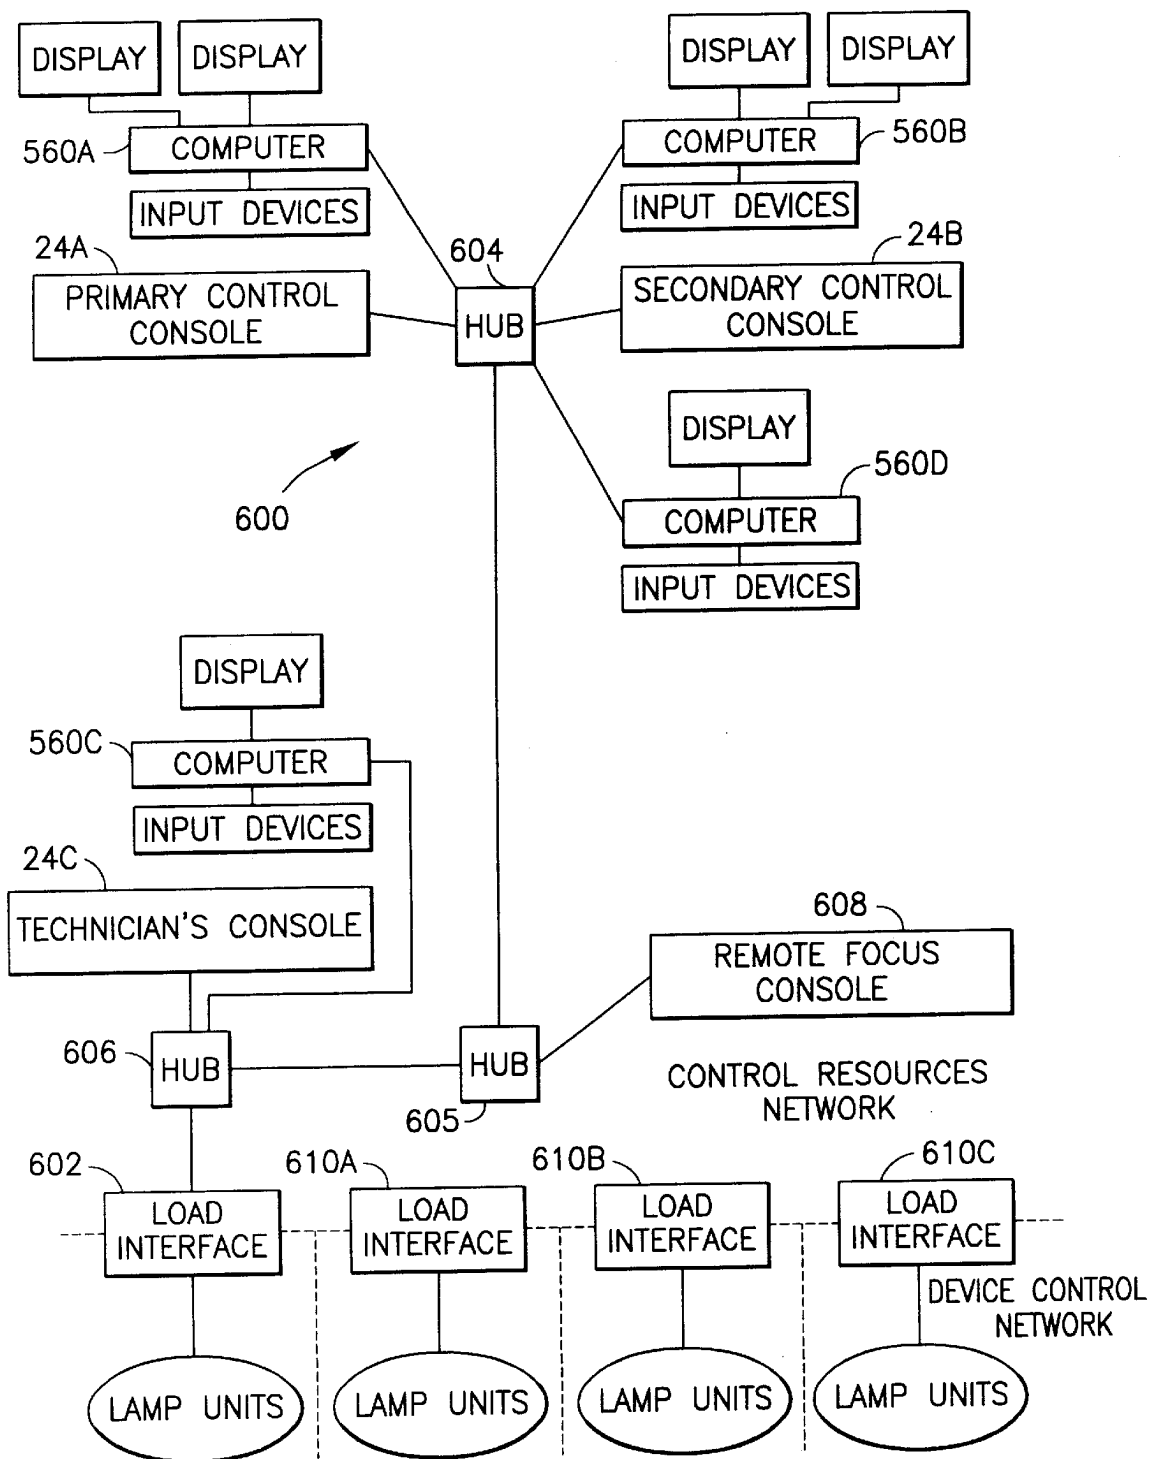 DISPLAY
DISPLAY
560A
COMPUTER
INPUT DEVICES
24A
PRIMARY CONTROL
CONSOLE
604
HUB
DISPLAY
DISPLAY
COMPUTER
560B
INPUT DEVICES
24B
SECONDARY CONTROL
CONSOLE
DISPLAY
560D
COMPUTER
INPUT DEVICES
600
DISPLAY
560C
COMPUTER
INPUT DEVICES
24C
TECHNICIAN'S CONSOLE
608
REMOTE FOCUS
CONSOLE
606
HUB
HUB
605
CONTROL RESOURCES
NETWORK
602
LOAD
INTERFACE
610A
LOAD
INTERFACE
610B
LOAD
INTERFACE
610C
LOAD
INTERFACE
DEVICE CONTROL
NETWORK
LAMP UNITS
LAMP UNITS
LAMP UNITS
LAMP UNITS